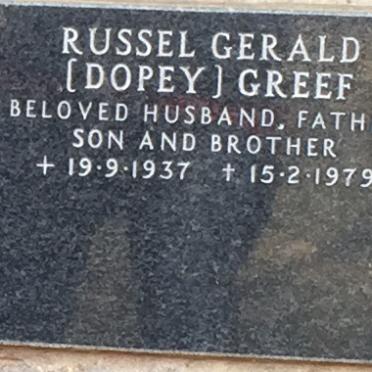 RUSSEL GERALD
[DOPEY] GREEF
BELOVED HUSBAND, FATH
SON AND BROTHER
+ 19·9·1937 † 15·2·1979